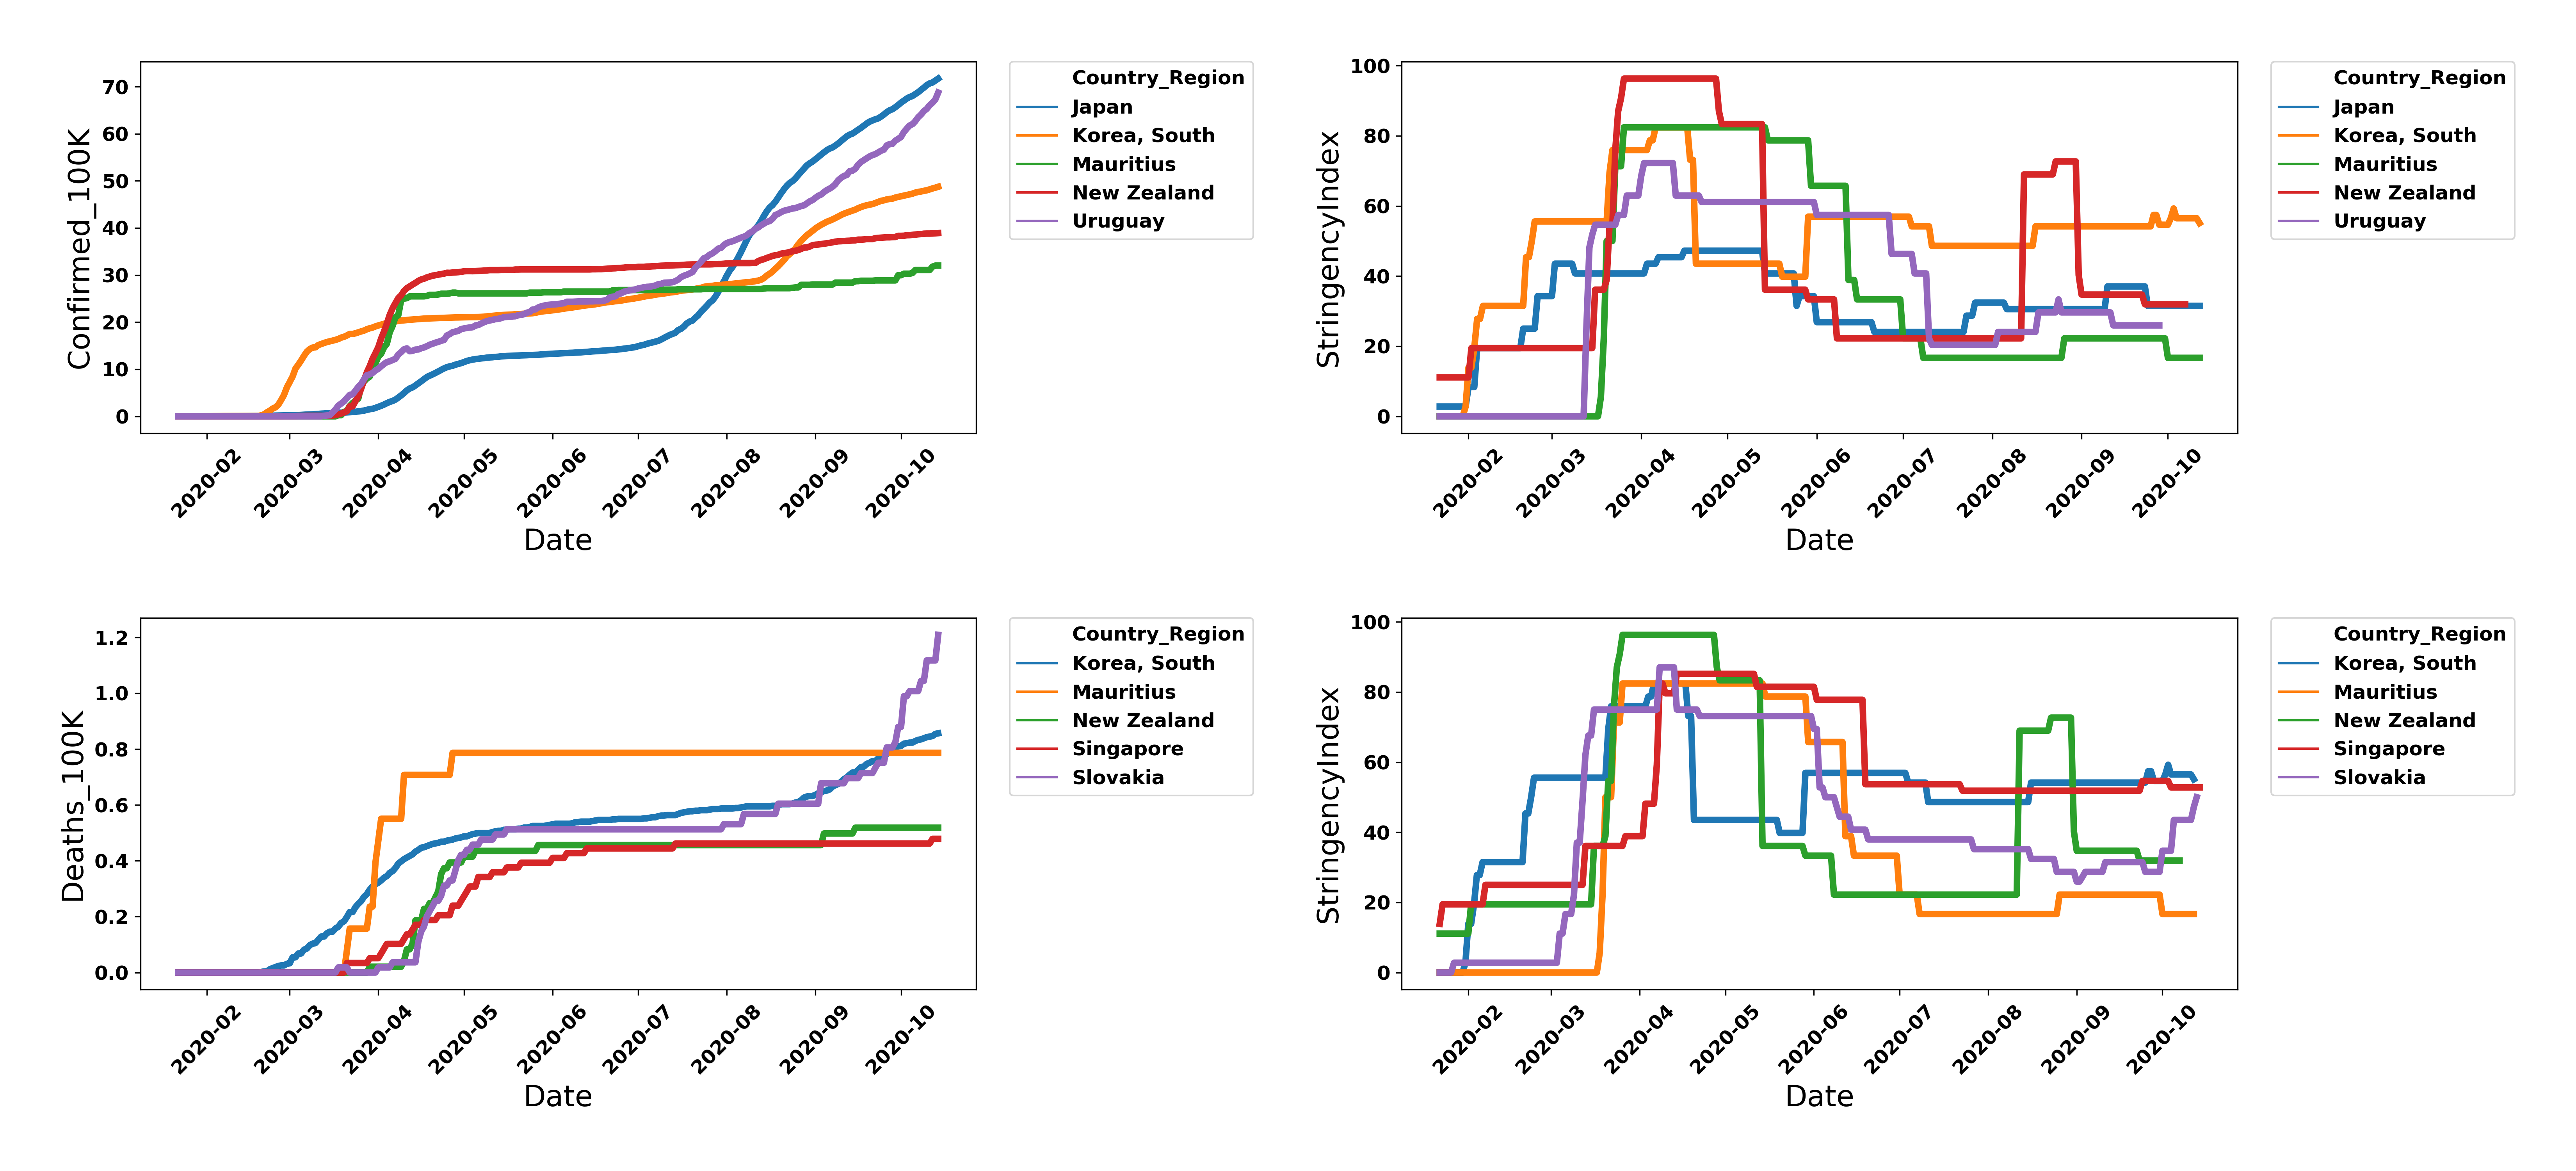 Confirmed_100K
70
60
50
40
30
20
10
0
2020-02
2020-03
2020-04
2020-05
2020-06
2020-07
2020-08
2020-09
2020-10
Date
Country_Region
Japan
Korea, South
Mauritius
New Zealand
Uruguay
StringencyIndex
100
80
60
40
20
0
2020-02
2020-03
2020-04
2020-05
2020-06
2020-07
2020-08
2020-09
2020-10
Date
Country_Region
Japan
Korea, South
Mauritius
New Zealand
Uruguay
Deaths_100K
1.2
1.0
0.8
0.6
0.4
0.2
0.0
2020-02
2020-03
2020-04
2020-05
2020-06
2020-07
2020-08
2020-09
2020-10
Date
Country_Region
Korea, South
Mauritius
New Zealand
Singapore
Slovakia
StringencyIndex
100
80
60
40
20
0
2020-02
2020-03
2020-04
2020-05
2020-06
2020-07
2020-08
2020-09
2020-10
Date
Country_Region
Korea, South
Mauritius
New Zealand
Singapore
Slovakia